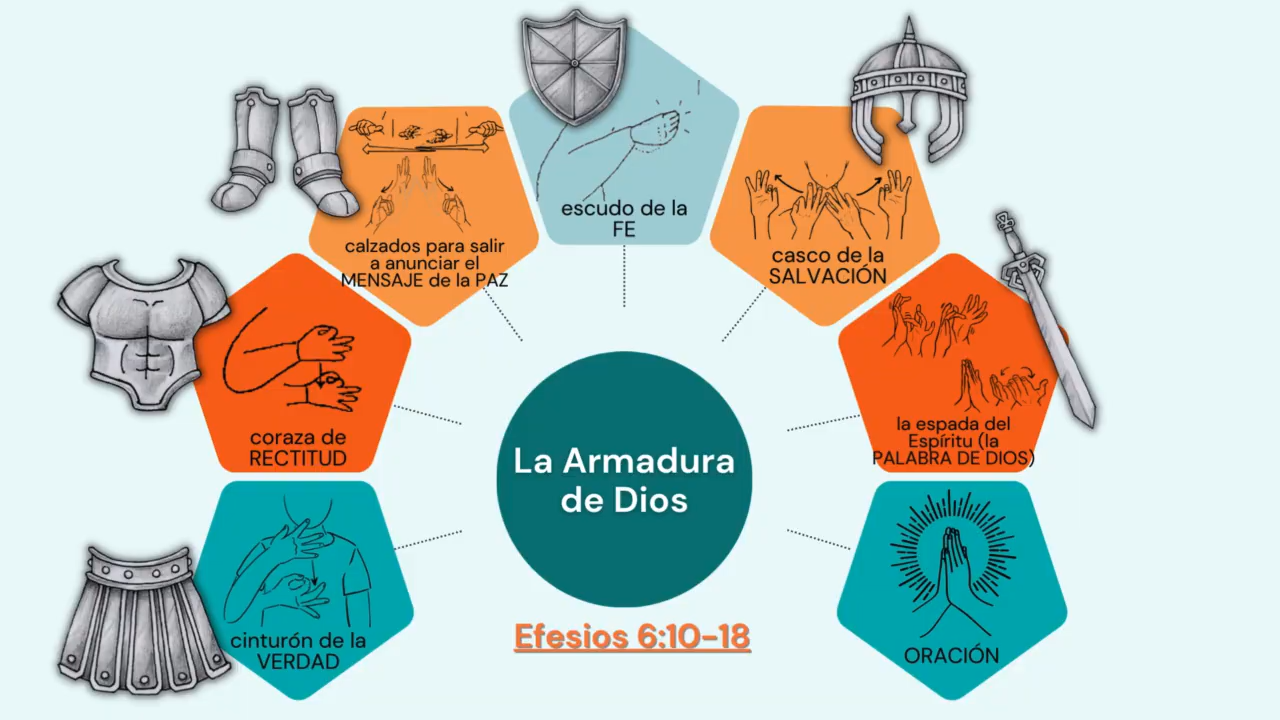 escudo de la
FE
calzados para salir
a anunciar el
MENSAJE de la PAZ
casco de la
SALVACIÓN
coraza de
RECTITUD
la espada del
Espíritu (la
PALABRA DE DIOS)
La Armadura
de Dios
cinturón de la
VERDAD
Efesios 6:10-18
ORACIÓN